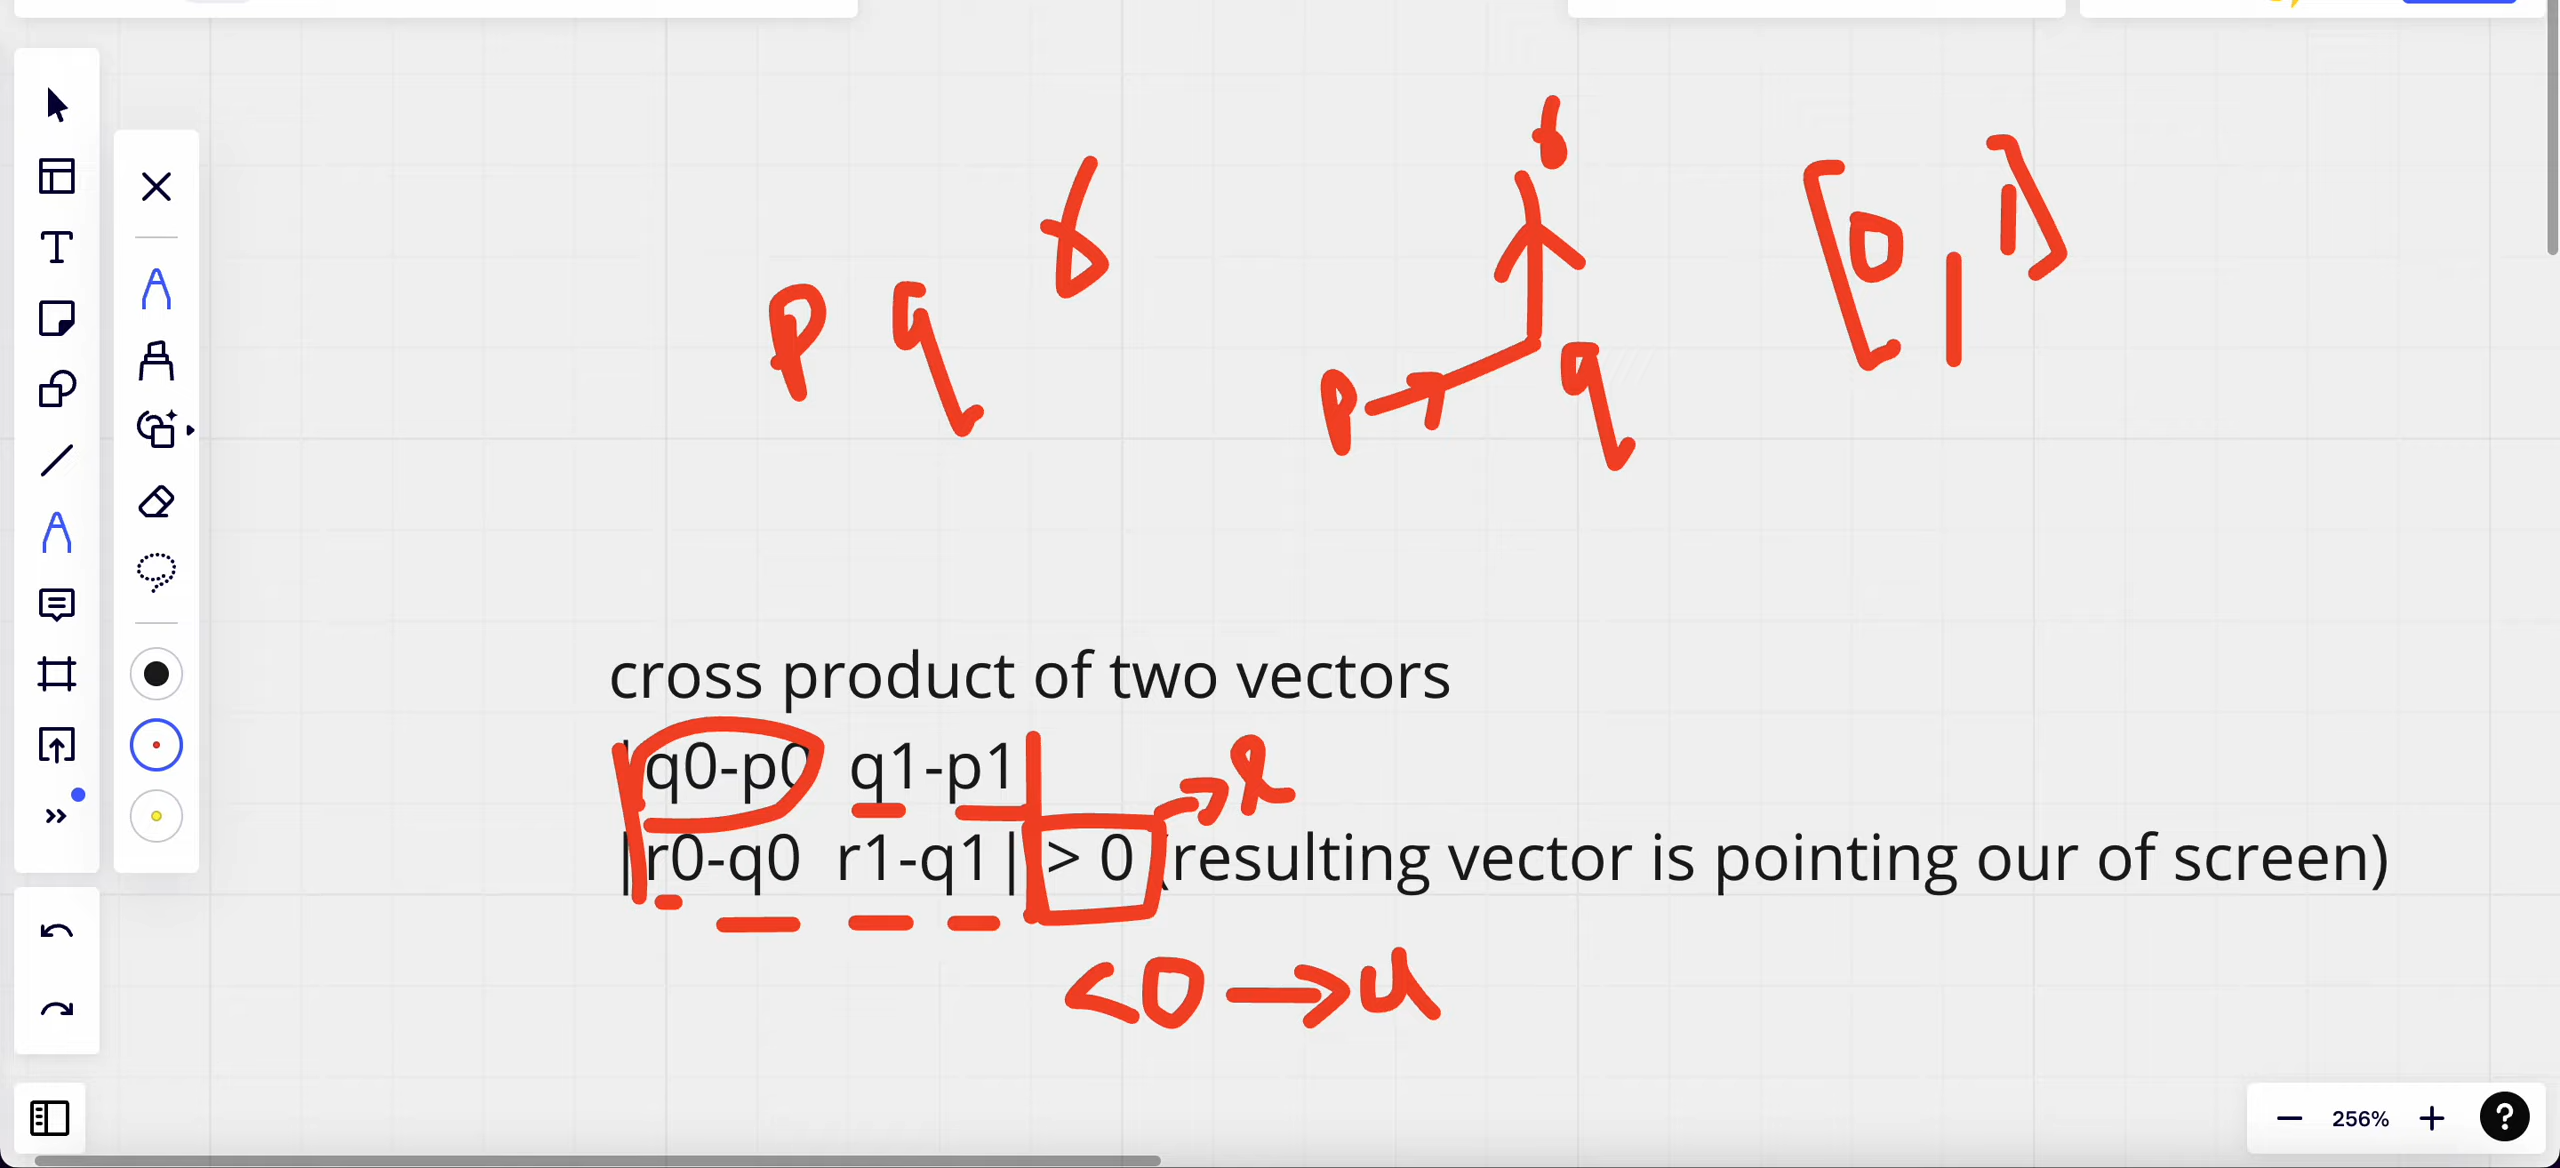 p q r
r
p q
[0, 1]
cross product of two vectors
|q0-p0 q1-p1|
|r0-q0 r1-q1| > 0 (resulting vector is pointing our of screen)
<0 → u
256%